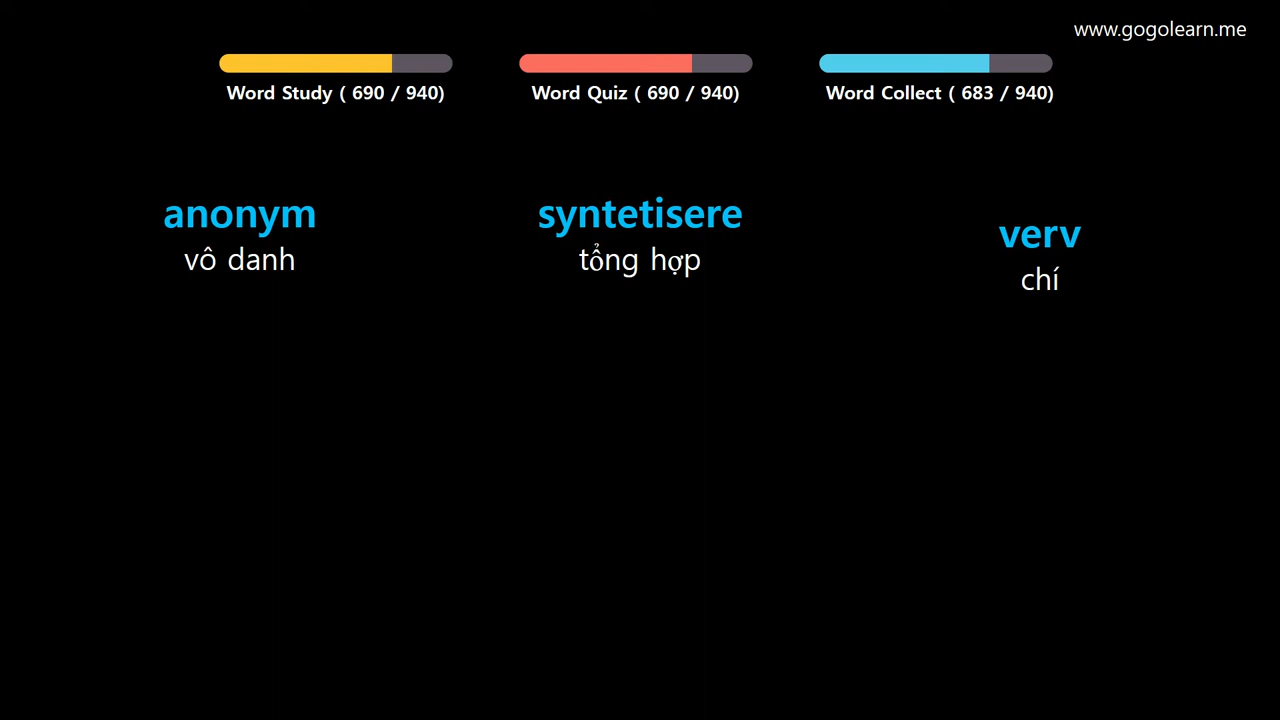 www.gogolearn.me
Word Study ( 690 / 940)
Word Quiz ( 690 / 940)
Word Collect ( 683 / 940)
anonym
vô danh
syntetisere
tổng hợp
verv
chí